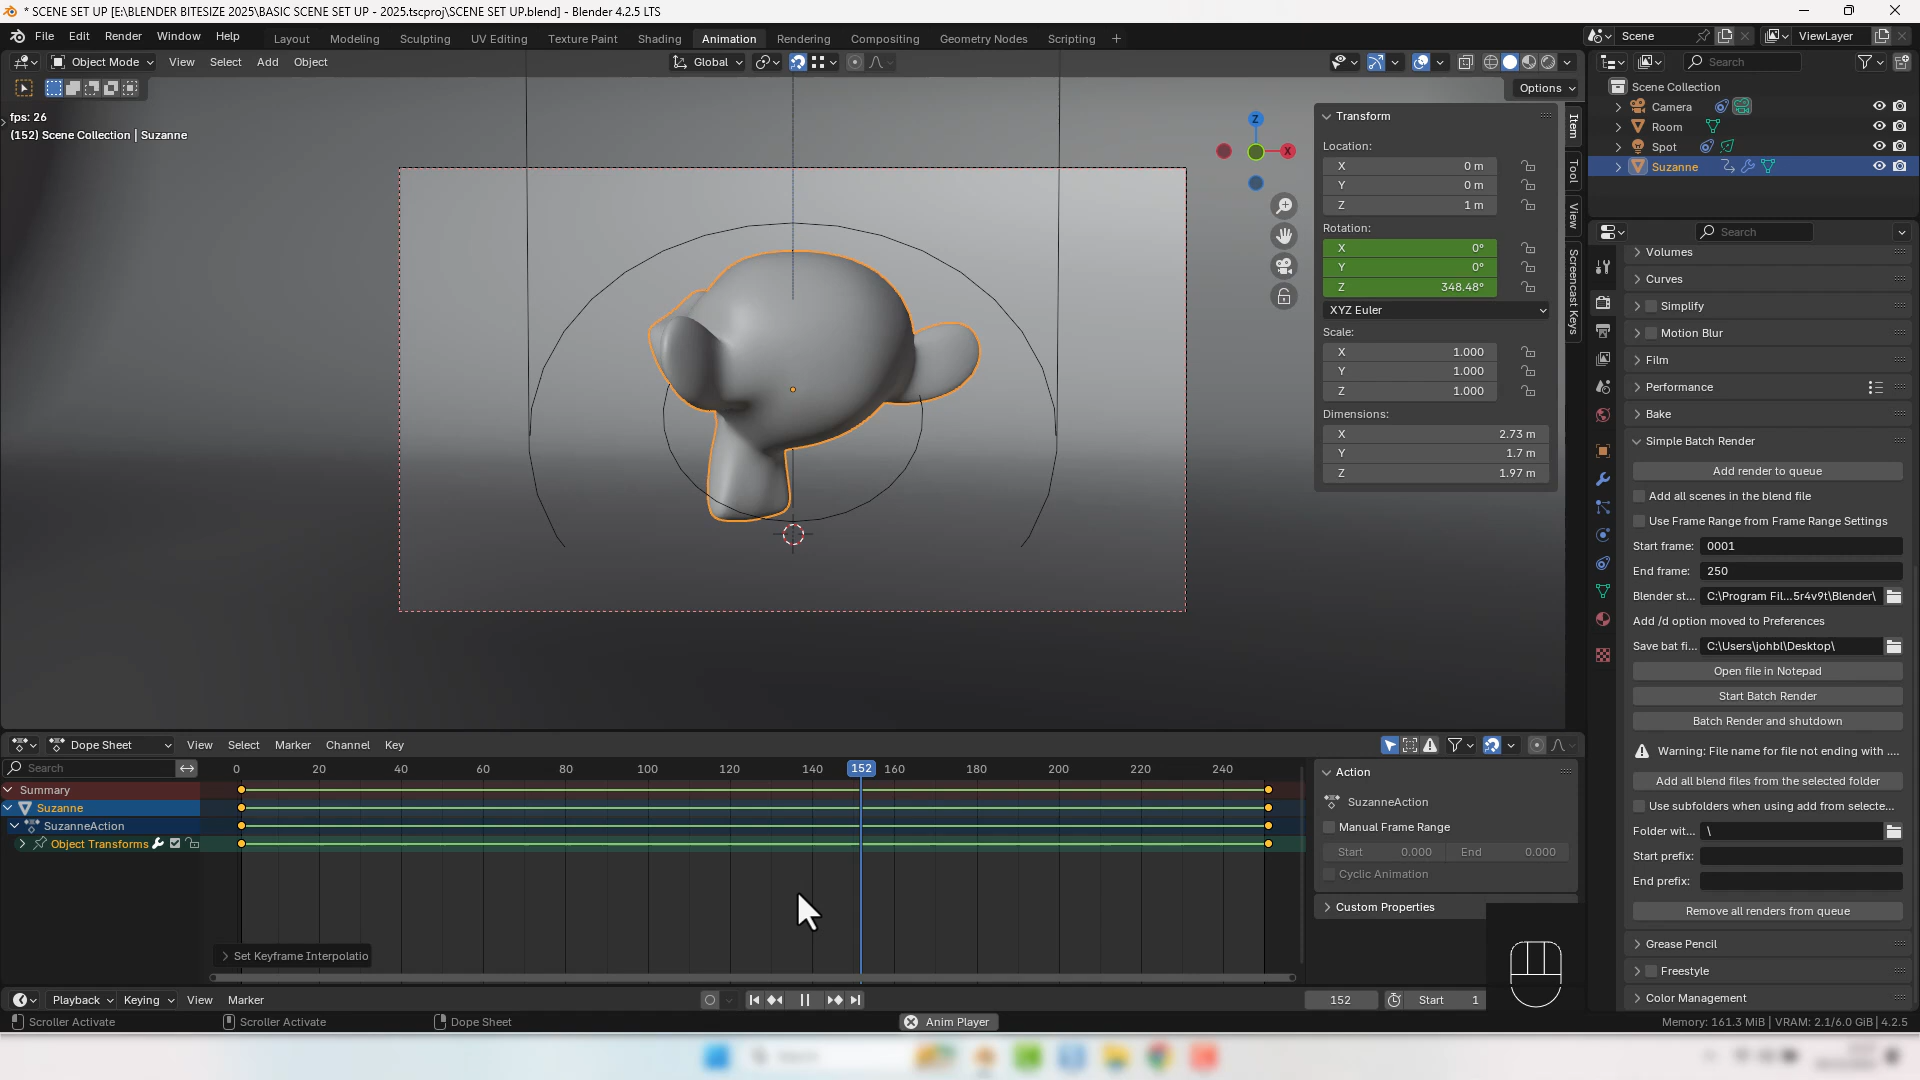 * SCENE SET UP [E:\BLENDER BITESIZE 2025\BASIC SCENE SET UP - 2025.tscproj\SCENE SET UP.blend] - Blender 4.2.5 LTS
File Edit Render Window Help Layout Modeling Sculpting UV Editing Texture Paint Shading Animation Rendering Compositing Geometry Nodes Scripting + Scene ViewLayer
Object Mode View Select Add Object Global Search
Options
Scene Collection
Camera
Room
Spot
Suzanne
fps: 26
(152) Scene Collection | Suzanne
Z
X
Transform
Location:
X 0 m
Y 0 m
Z 1 m
Rotation:
X 0°
Y 0°
Z 348.48°
XYZ Euler
Scale:
X 1.000
Y 1.000
Z 1.000
Dimensions:
X 2.73 m
Y 1.7 m
Z 1.97 m
Item
Tool
View
Screencast Keys
Search
Volumes
Curves
Simplify
Motion Blur
Film
Performance
Bake
Simple Batch Render
Add render to queue
Add all scenes in the blend file
Use Frame Range from Frame Range Settings
Start frame: 0001
End frame: 250
Blender st... C:\Program Fil...5r4v9t\Blender\
Add /d option moved to Preferences
Save bat fi... C:\Users\johbl\Desktop\
Open file in Notepad
Start Batch Render
Batch Render and shutdown
Warning: File name for file not ending with ....
Add all blend files from the selected folder
Use subfolders when using add from selecte...
Folder wit... \
Start prefix:
End prefix:
Remove all renders from queue
Grease Pencil
Freestyle
Color Management
Dope Sheet View Select Marker Channel Key
Search 0 20 40 60 80 100 120 140 152 160 180 200 220 240
Summary
Suzanne
SuzanneAction
Object Transforms
Set Keyframe Interpolatio
Action
SuzanneAction
Manual Frame Range
Start 0.000 End 0.000
Cyclic Animation
Custom Properties
Playback Keying View Marker 152 Start 1
Scroller Activate Scroller Activate Dope Sheet Anim Player Memory: 161.3 MiB | VRAM: 2.1/6.0 GiB | 4.2.5